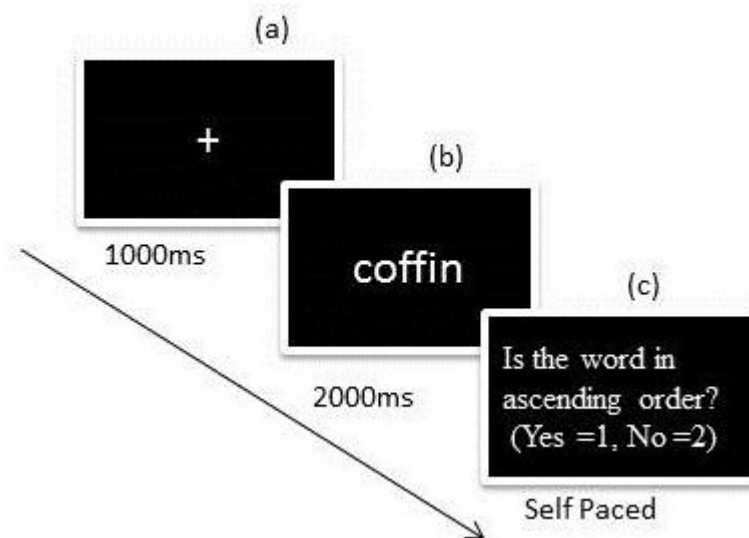 (a)
+
1000ms
(b)
coffin
2000ms
(c)
Is the word in
ascending order?
(Yes =1, No =2)
Self Paced